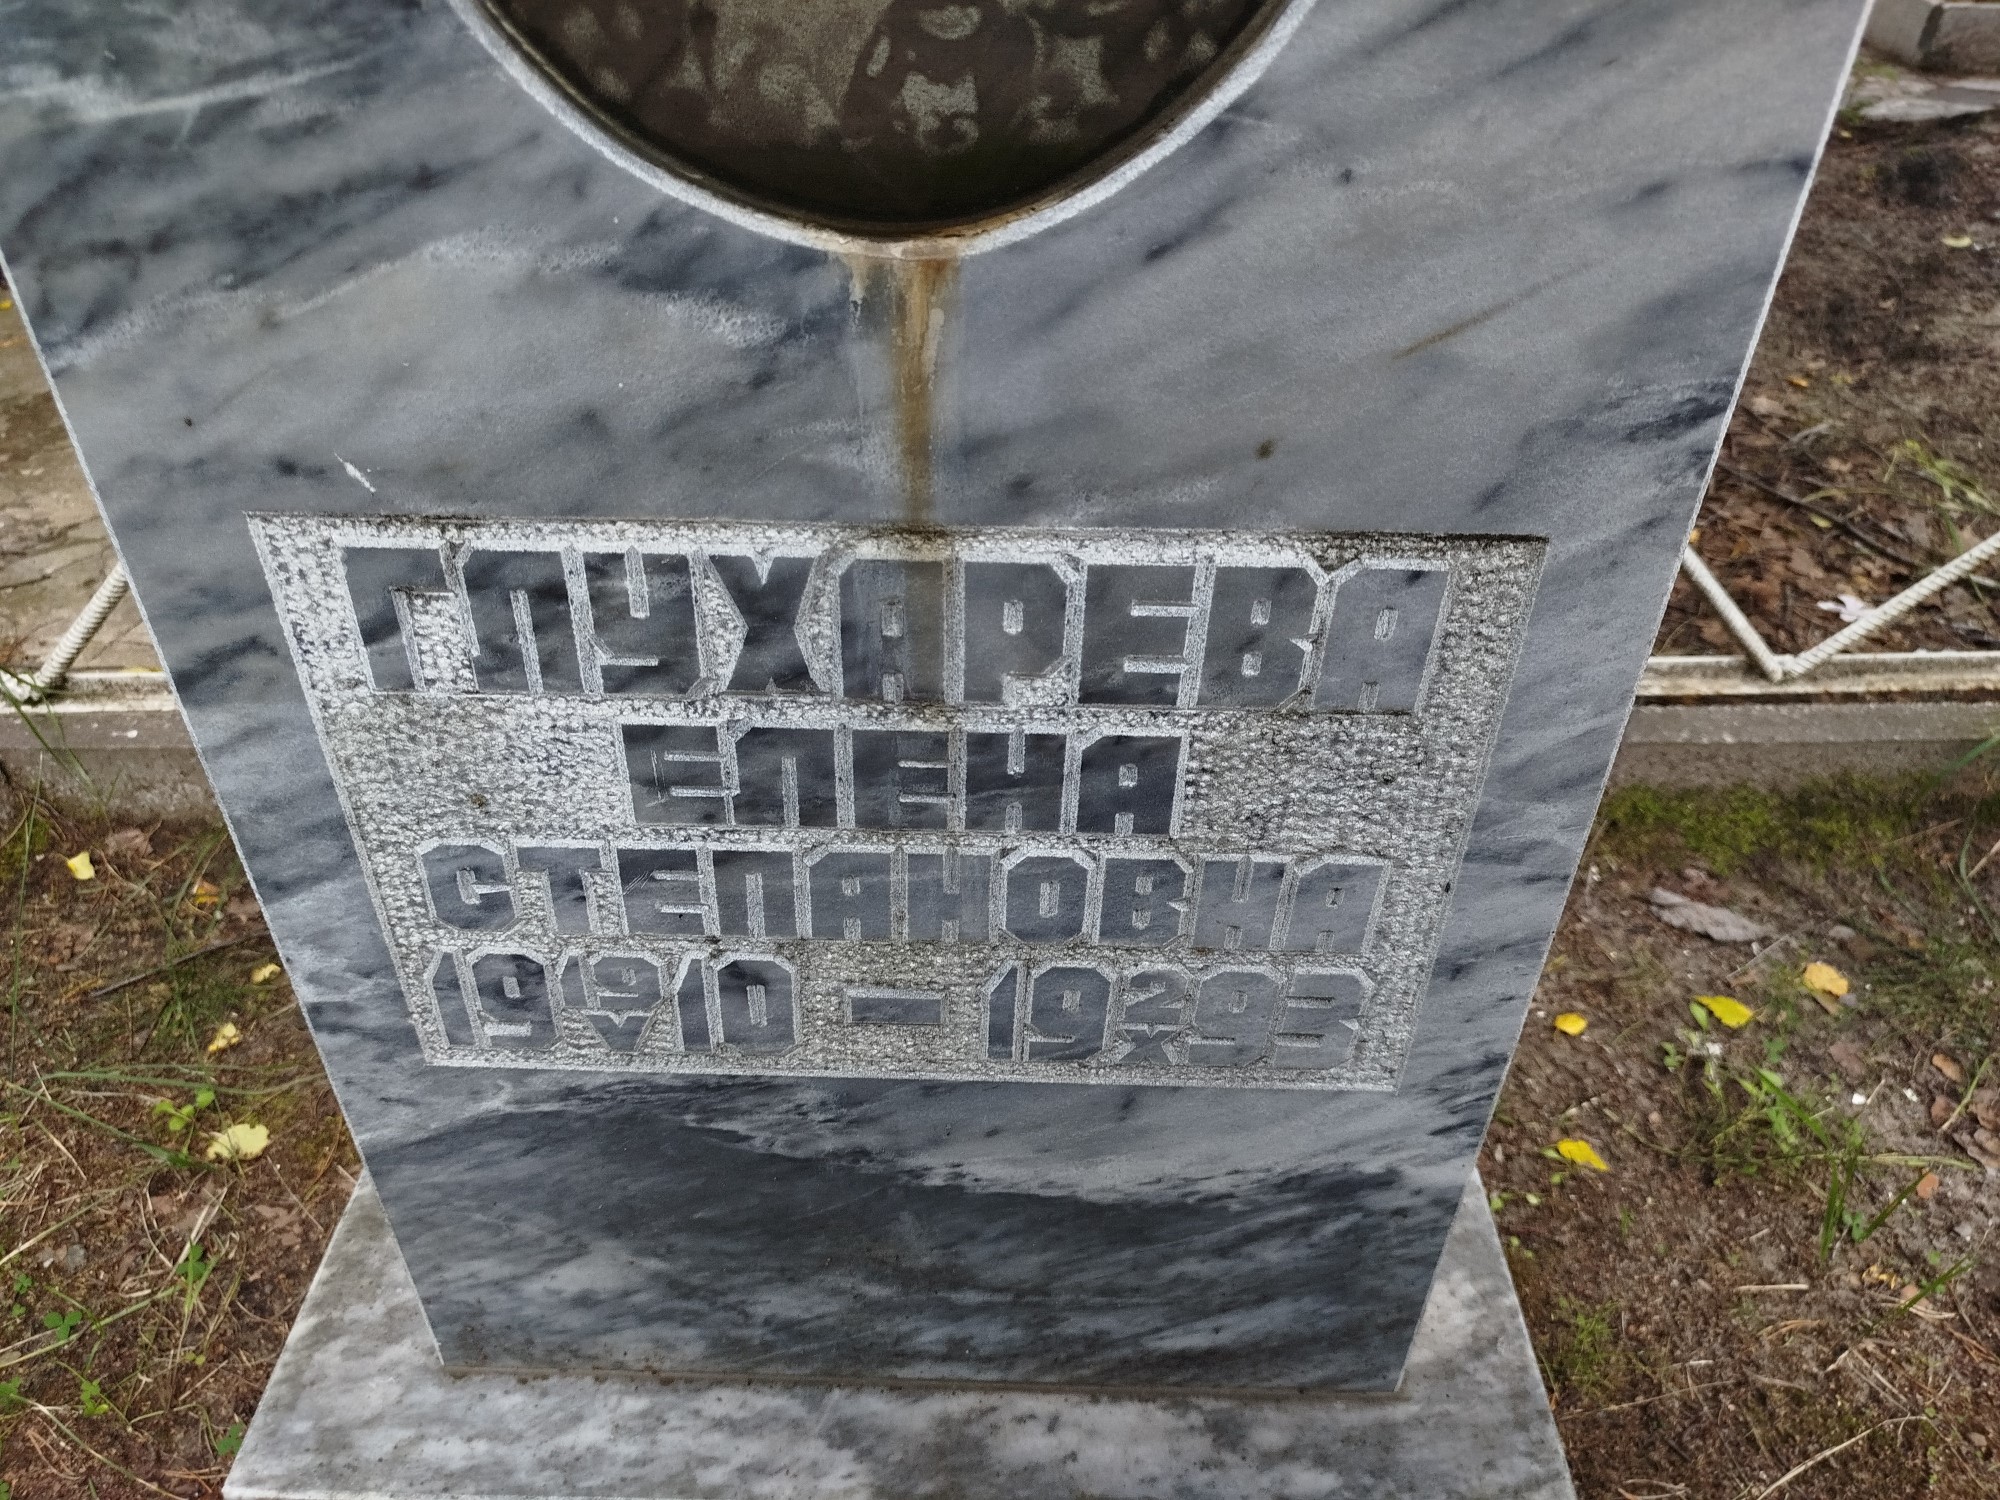 ГЛУХАРЕВА
ЕЛЕНА
СТЕПАНОВНА
19 19/V 10 — 19 2/X 93